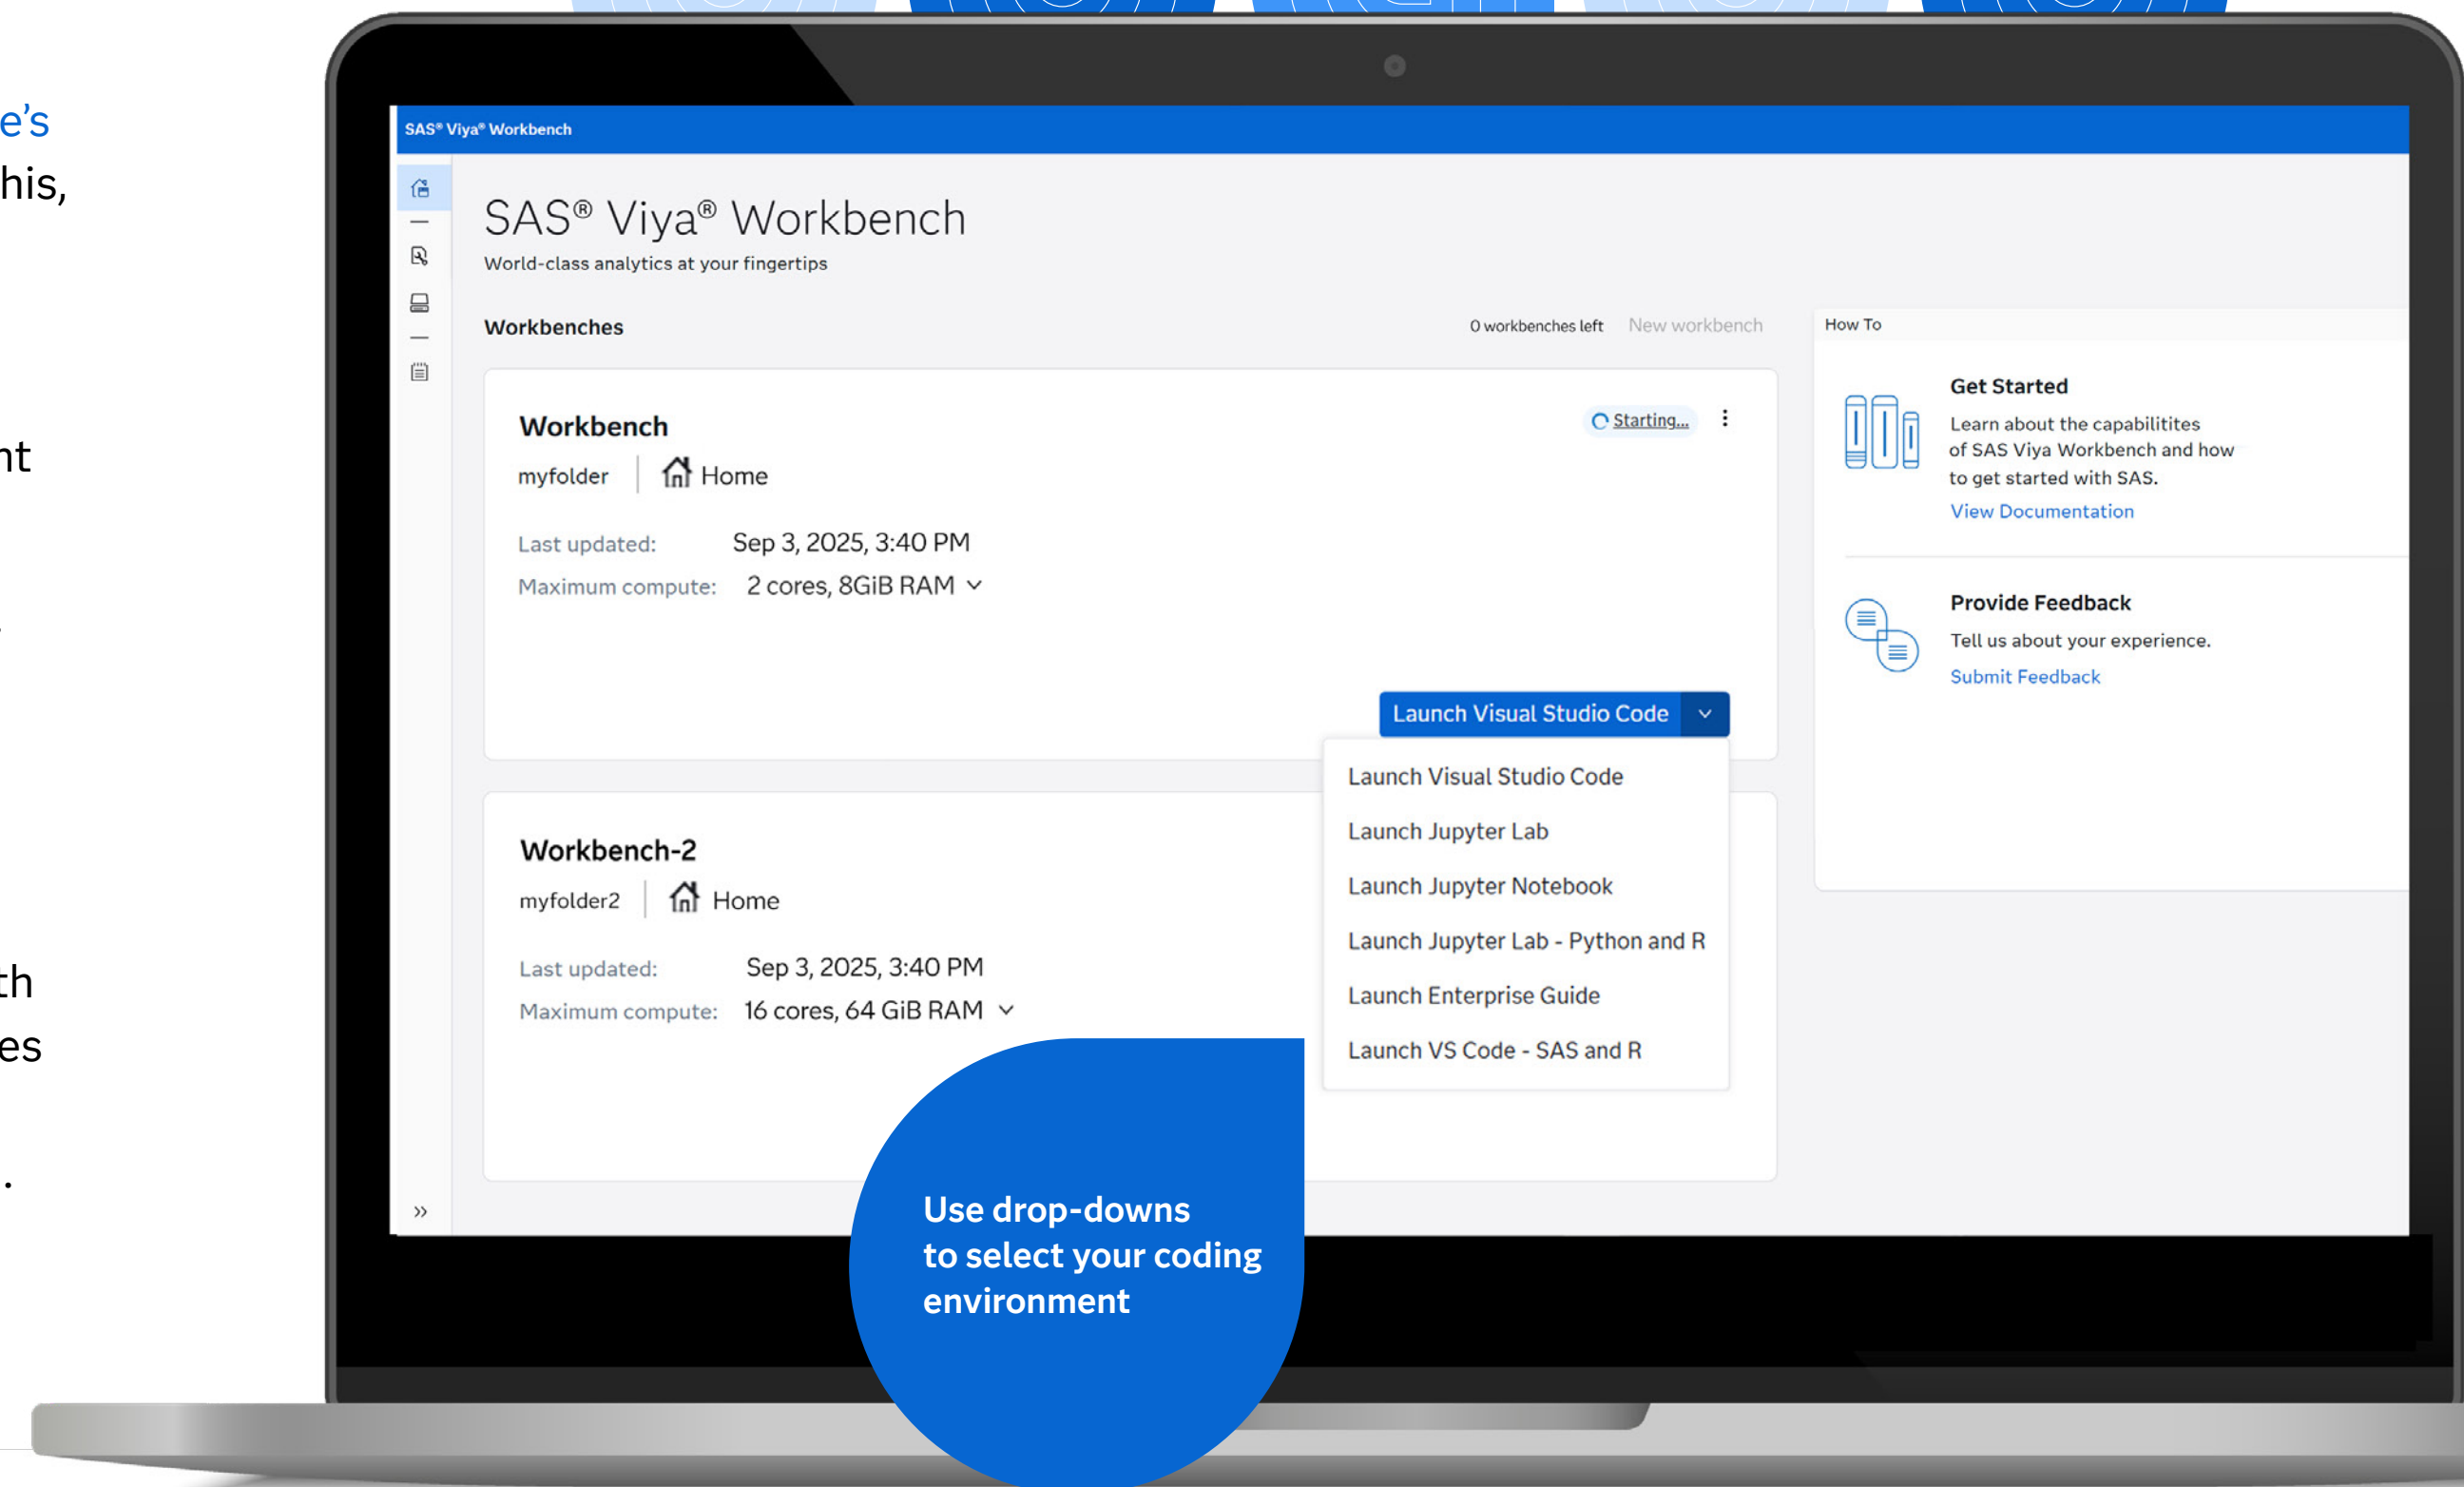 e's
his,
nt
th
es
.
SAS® Viya® Workbench
SAS® Viya® Workbench
World-class analytics at your fingertips
Workbenches
0 workbenches left New workbench
Workbench
Starting...
myfolder Home
Last updated: Sep 3, 2025, 3:40 PM
Maximum compute: 2 cores, 8GiB RAM
Launch Visual Studio Code
Launch Visual Studio Code
Launch Jupyter Lab
Launch Jupyter Notebook
Launch Jupyter Lab - Python and R
Launch Enterprise Guide
Launch VS Code - SAS and R
Workbench-2
myfolder2 Home
Last updated: Sep 3, 2025, 3:40 PM
Maximum compute: 16 cores, 64 GiB RAM
How To
Get Started
Learn about the capabilitites
of SAS Viya Workbench and how
to get started with SAS.
View Documentation
Provide Feedback
Tell us about your experience.
Submit Feedback
Use drop-downs
to select your coding
environment